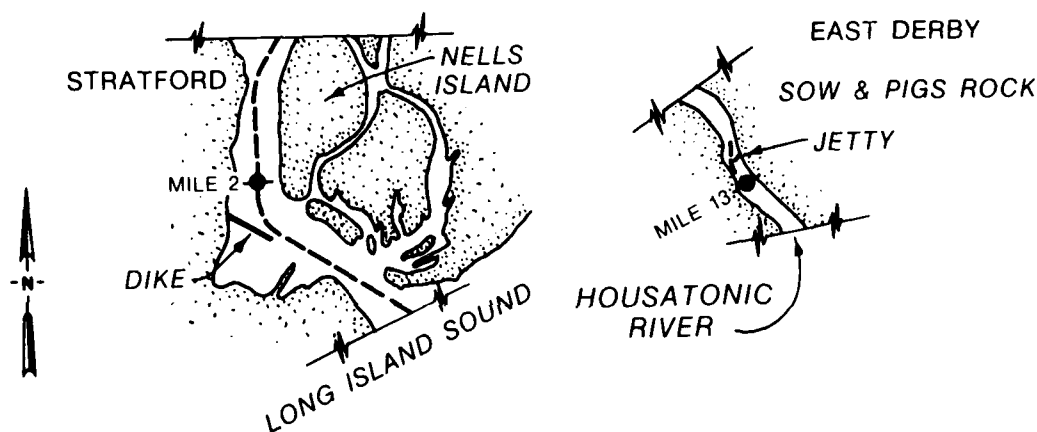 STRATFORD
NELLS
ISLAND
MILE 2
DIKE
-N-
LONG ISLAND SOUND
EAST DERBY
SOW & PIGS ROCK
JETTY
MILE 13
HOUSATONIC
RIVER